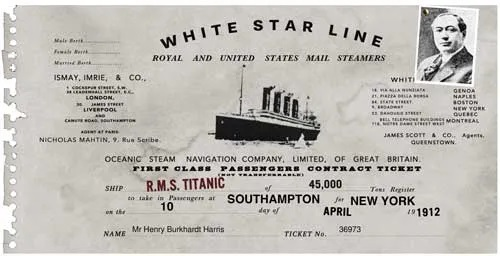 WHITE STAR LINE
ROYAL AND UNITED STATES MAIL STEAMERS
Male Berth
Female Berth
Married Berth
ISMAY, IMRIE, & CO.,
1 COCKSPUR STREET, S.W.
38 LEADENHALL STREET, E.C.,
LONDON,
30. JAMES STREET
LIVERPOOL
AND
CANUTE ROAD, SOUTHAMPTON
AGENT AT PARIS:
NICHOLAS MAHTIN, 9. Rue Scribe.
WHIT
18. VIA ALLA NUNZIATA GENOA
21, PIAZZA DELLA BORSA NAPLES
84, STATE STREET. BOSTON
9, BROADWAY NEW YORK
53, DAHOUSIE STREET QUEBEC
BELL TELEPHONE BUILDINGS MONTREAL
118, NOTRE DAME STREET WEST
JAMES SCOTT & CO., Agents,
QUEENSTOWN.
OCEANIC STEAM NAVIGATION COMPANY, LIMITED, OF GREAT BRITAIN.
FIRST CLASS PASSENGERS CONTRACT TICKET
(NOT TRANSFERABLE)
SHIP R.M.S. TITANIC of 45,000 Tons Register
to take in Passengers at SOUTHAMPTON for NEW YORK
on the 10 day of APRIL 191912
NAME Mr Henry Burkhardt Harris TICKET No. 36973